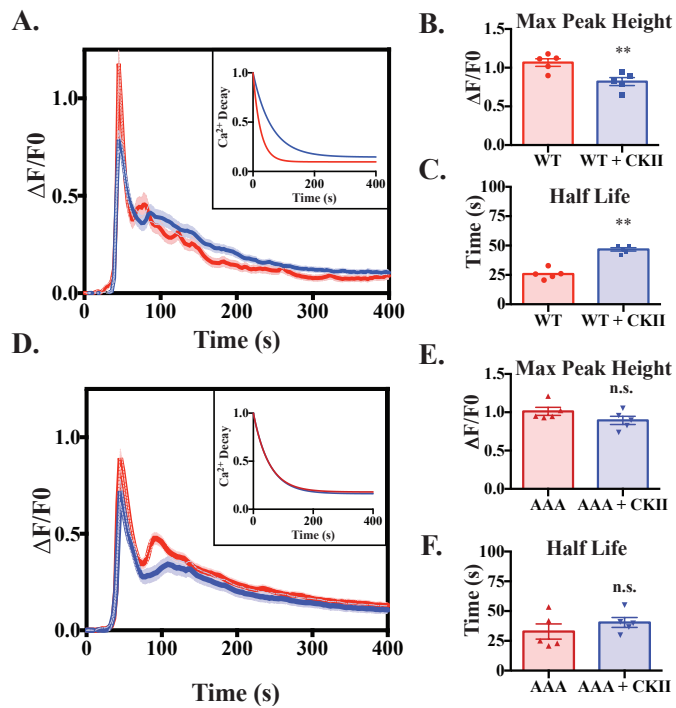 A.
ΔF/F0
1.0
0.5
0.0
100
200
300
400
Time (s)
Ca²⁺ Decay
1.0
0.5
0.0
0
200
400
Time (s)
B.
Max Peak Height
ΔF/F0
1.5
1.0
0.5
0.0
**
WT
WT + CKII
C.
Half Life
Time (s)
100
75
50
25
0
**
WT
WT + CKII
D.
ΔF/F0
1.0
0.5
0.0
0
100
200
300
400
Time (s)
Ca²⁺ Decay
1.0
0.5
0.0
0
200
400
Time (s)
E.
Max Peak Height
ΔF/F0
1.5
1.0
0.5
0.0
n.s.
AAA
AAA + CKII
F.
Half Life
Time (s)
100
75
50
25
0
n.s.
AAA
AAA + CKII